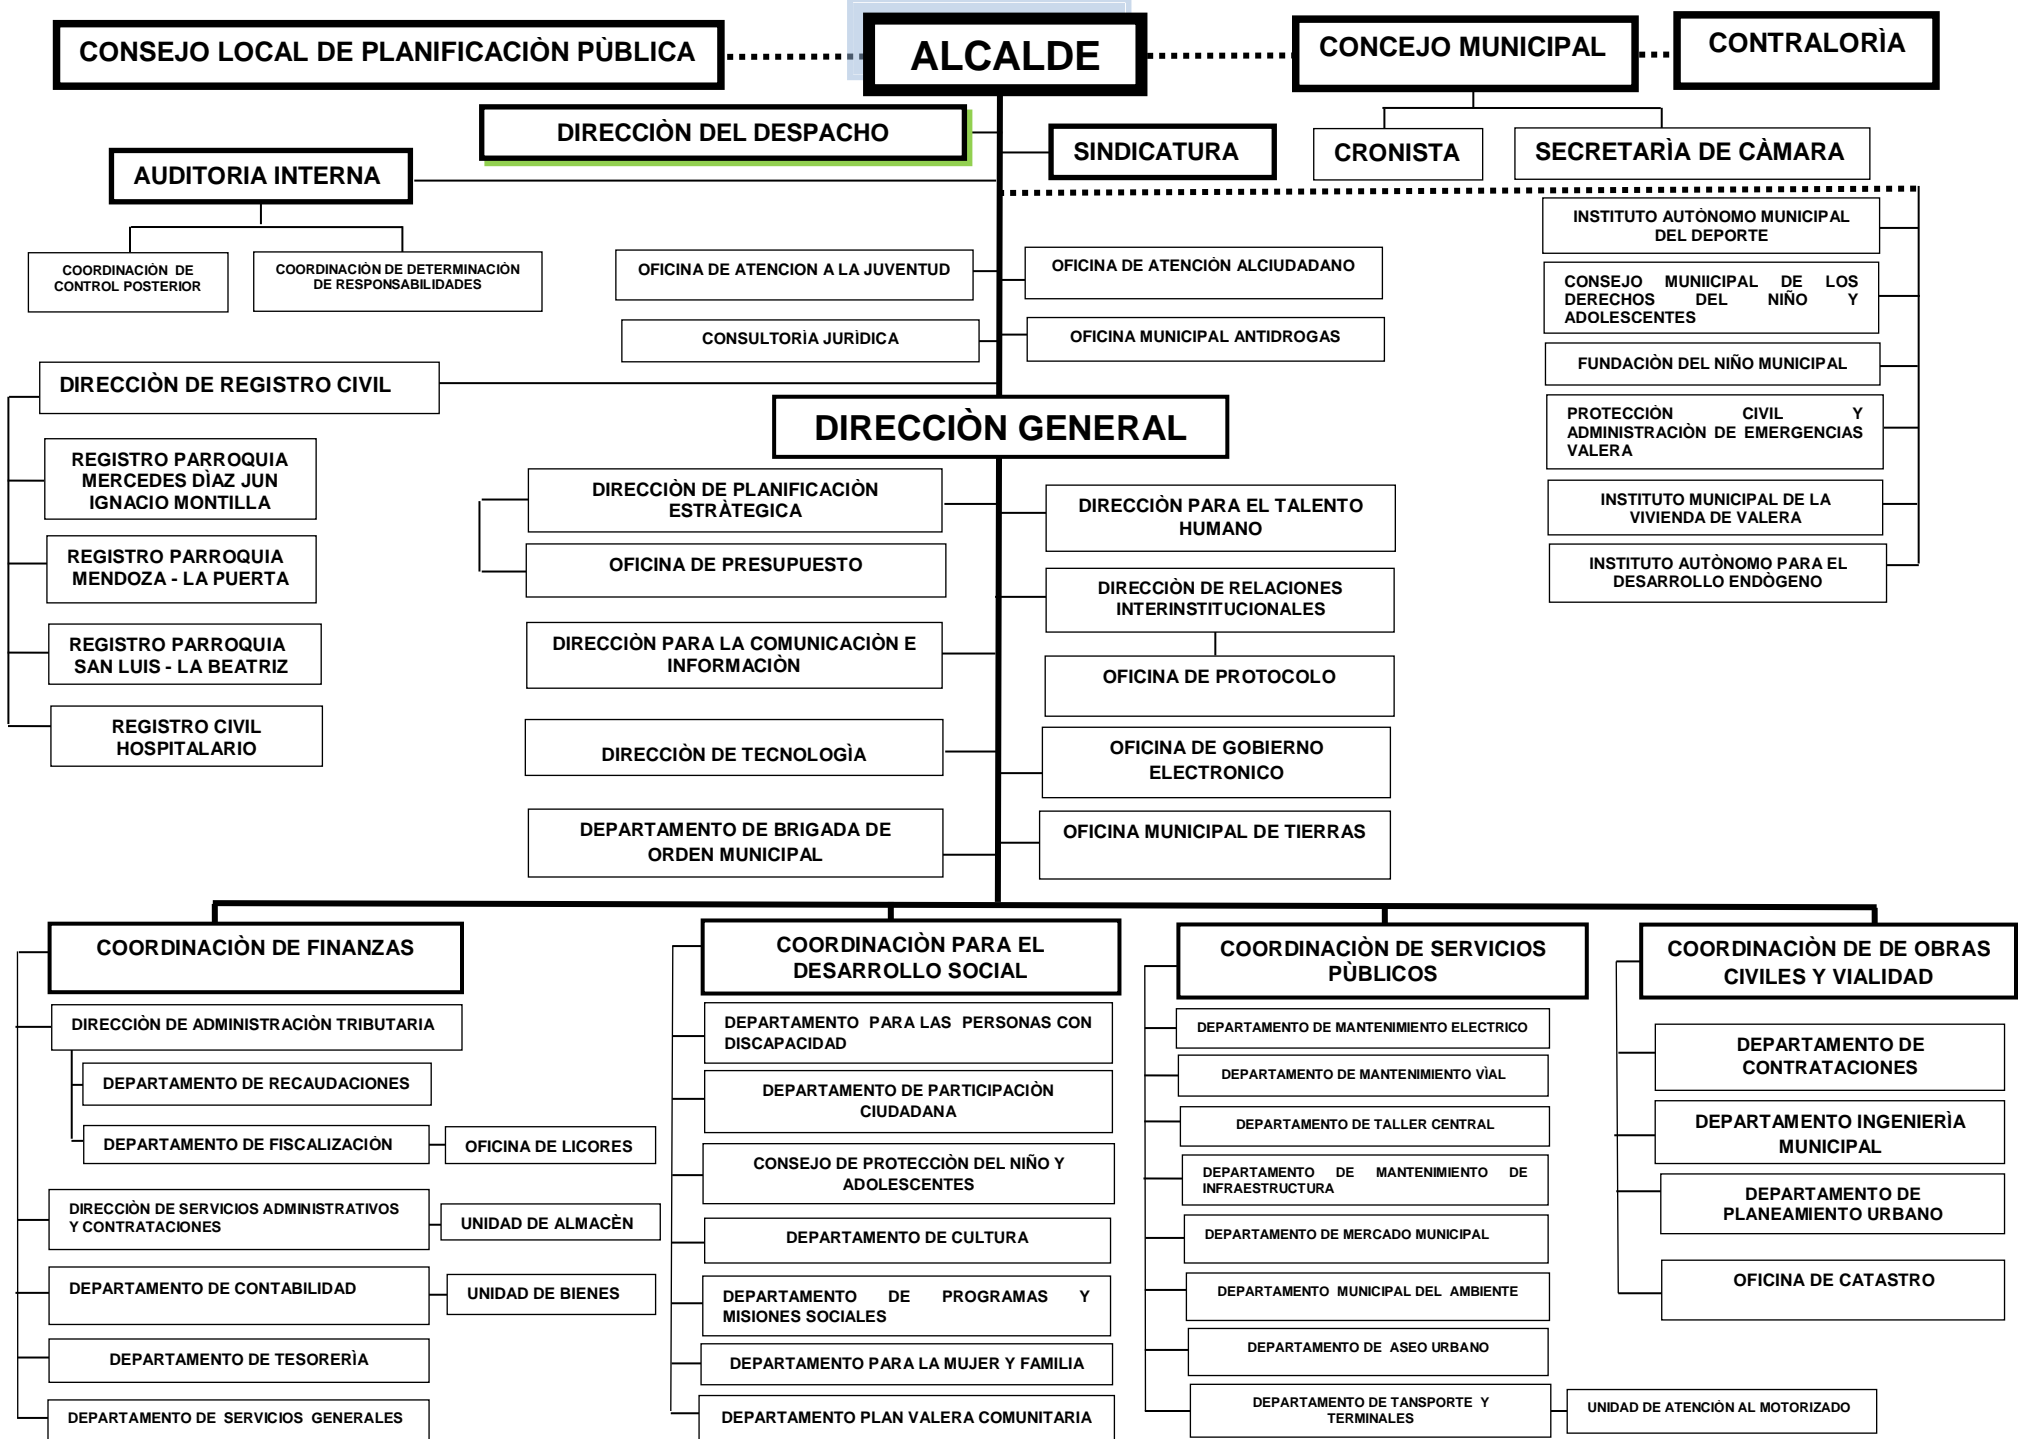 CONSEJO LOCAL DE PLANIFICACIÒN PÙBLICA
ALCALDE
CONCEJO MUNICIPAL
CONTRALORÌA
DIRECCIÒN DEL DESPACHO
SINDICATURA
CRONISTA
SECRETARÌA DE CÀMARA
AUDITORIA INTERNA
COORDINACIÒN DE
CONTROL POSTERIOR
COORDINACIÒN DE DETERMINACIÒN
DE RESPONSABILIDADES
OFICINA DE ATENCION A LA JUVENTUD
OFICINA DE ATENCIÒN ALCIUDADANO
CONSULTORÌA JURÌDICA
OFICINA MUNICIPAL ANTIDROGAS
INSTITUTO AUTÒNOMO MUNICIPAL
DEL DEPORTE
CONSEJO MUNIICIPAL DE LOS
DERECHOS DEL NIÑO Y
ADOLESCENTES
FUNDACIÒN DEL NIÑO MUNICIPAL
PROTECCIÒN CIVIL Y
ADMINISTRACIÒN DE EMERGENCIAS
VALERA
INSTITUTO MUNICIPAL DE LA
VIVIENDA DE VALERA
INSTITUTO AUTÒNOMO PARA EL
DESARROLLO ENDÒGENO
DIRECCIÒN DE REGISTRO CIVIL
REGISTRO PARROQUIA
MERCEDES DÌAZ JUN
IGNACIO MONTILLA
REGISTRO PARROQUIA
MENDOZA - LA PUERTA
REGISTRO PARROQUIA
SAN LUIS - LA BEATRIZ
REGISTRO CIVIL
HOSPITALARIO
DIRECCIÒN GENERAL
DIRECCIÒN DE PLANIFICACIÒN
ESTRÀTEGICA
OFICINA DE PRESUPUESTO
DIRECCIÒN PARA EL TALENTO
HUMANO
DIRECCIÒN DE RELACIONES
INTERINSTITUCIONALES
DIRECCIÒN PARA LA COMUNICACIÒN E
INFORMACIÒN
OFICINA DE PROTOCOLO
DIRECCIÒN DE TECNOLOGÌA
OFICINA DE GOBIERNO
ELECTRONICO
DEPARTAMENTO DE BRIGADA DE
ORDEN MUNICIPAL
OFICINA MUNICIPAL DE TIERRAS
COORDINACIÒN DE FINANZAS
DIRECCIÒN DE ADMINISTRACIÒN TRIBUTARIA
DEPARTAMENTO DE RECAUDACIONES
DEPARTAMENTO DE FISCALIZACIÒN
OFICINA DE LICORES
DIRECCIÒN DE SERVICIOS ADMINISTRATIVOS
Y CONTRATACIONES
UNIDAD DE ALMACÈN
DEPARTAMENTO DE CONTABILIDAD
UNIDAD DE BIENES
DEPARTAMENTO DE TESORERÌA
DEPARTAMENTO DE SERVICIOS GENERALES
COORDINACIÒN PARA EL
DESARROLLO SOCIAL
DEPARTAMENTO PARA LAS PERSONAS CON
DISCAPACIDAD
DEPARTAMENTO DE PARTICIPACIÒN
CIUDADANA
CONSEJO DE PROTECCIÒN DEL NIÑO Y
ADOLESCENTES
DEPARTAMENTO DE CULTURA
DEPARTAMENTO DE PROGRAMAS Y
MISIONES SOCIALES
DEPARTAMENTO PARA LA MUJER Y FAMILIA
DEPARTAMENTO PLAN VALERA COMUNITARIA
COORDINACIÒN DE SERVICIOS
PÙBLICOS
DEPARTAMENTO DE MANTENIMIENTO ELECTRICO
DEPARTAMENTO DE MANTENIMIENTO VÌAL
DEPARTAMENTO DE TALLER CENTRAL
DEPARTAMENTO DE MANTENIMIENTO DE
INFRAESTRUCTURA
DEPARTAMENTO DE MERCADO MUNICIPAL
DEPARTAMENTO MUNICIPAL DEL AMBIENTE
DEPARTAMENTO DE ASEO URBANO
DEPARTAMENTO DE TANSPORTE Y
TERMINALES
UNIDAD DE ATENCIÒN AL MOTORIZADO
COORDINACIÒN DE DE OBRAS
CIVILES Y VIALIDAD
DEPARTAMENTO DE
CONTRATACIONES
DEPARTAMENTO INGENIERÌA
MUNICIPAL
DEPARTAMENTO DE
PLANEAMIENTO URBANO
OFICINA DE CATASTRO